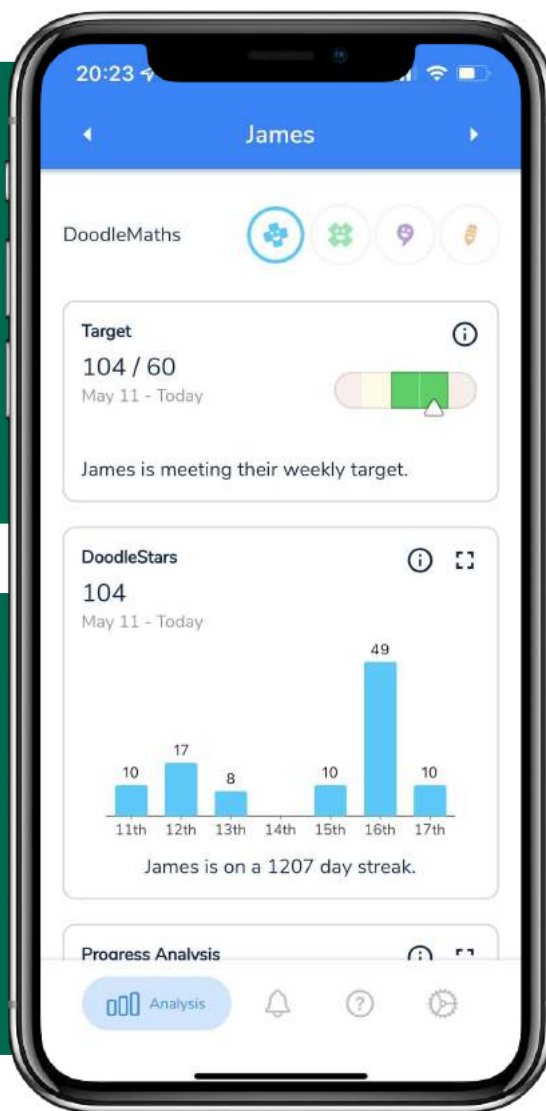 20:23
James
DoodleMaths
Target
104 / 60
May 11 - Today
James is meeting their weekly target.
DoodleStars
104
May 11 - Today
49
17
10
8
10
10
11th 12th 13th 14th 15th 16th 17th
James is on a 1207 day streak.
Progress Analysis
Analysis